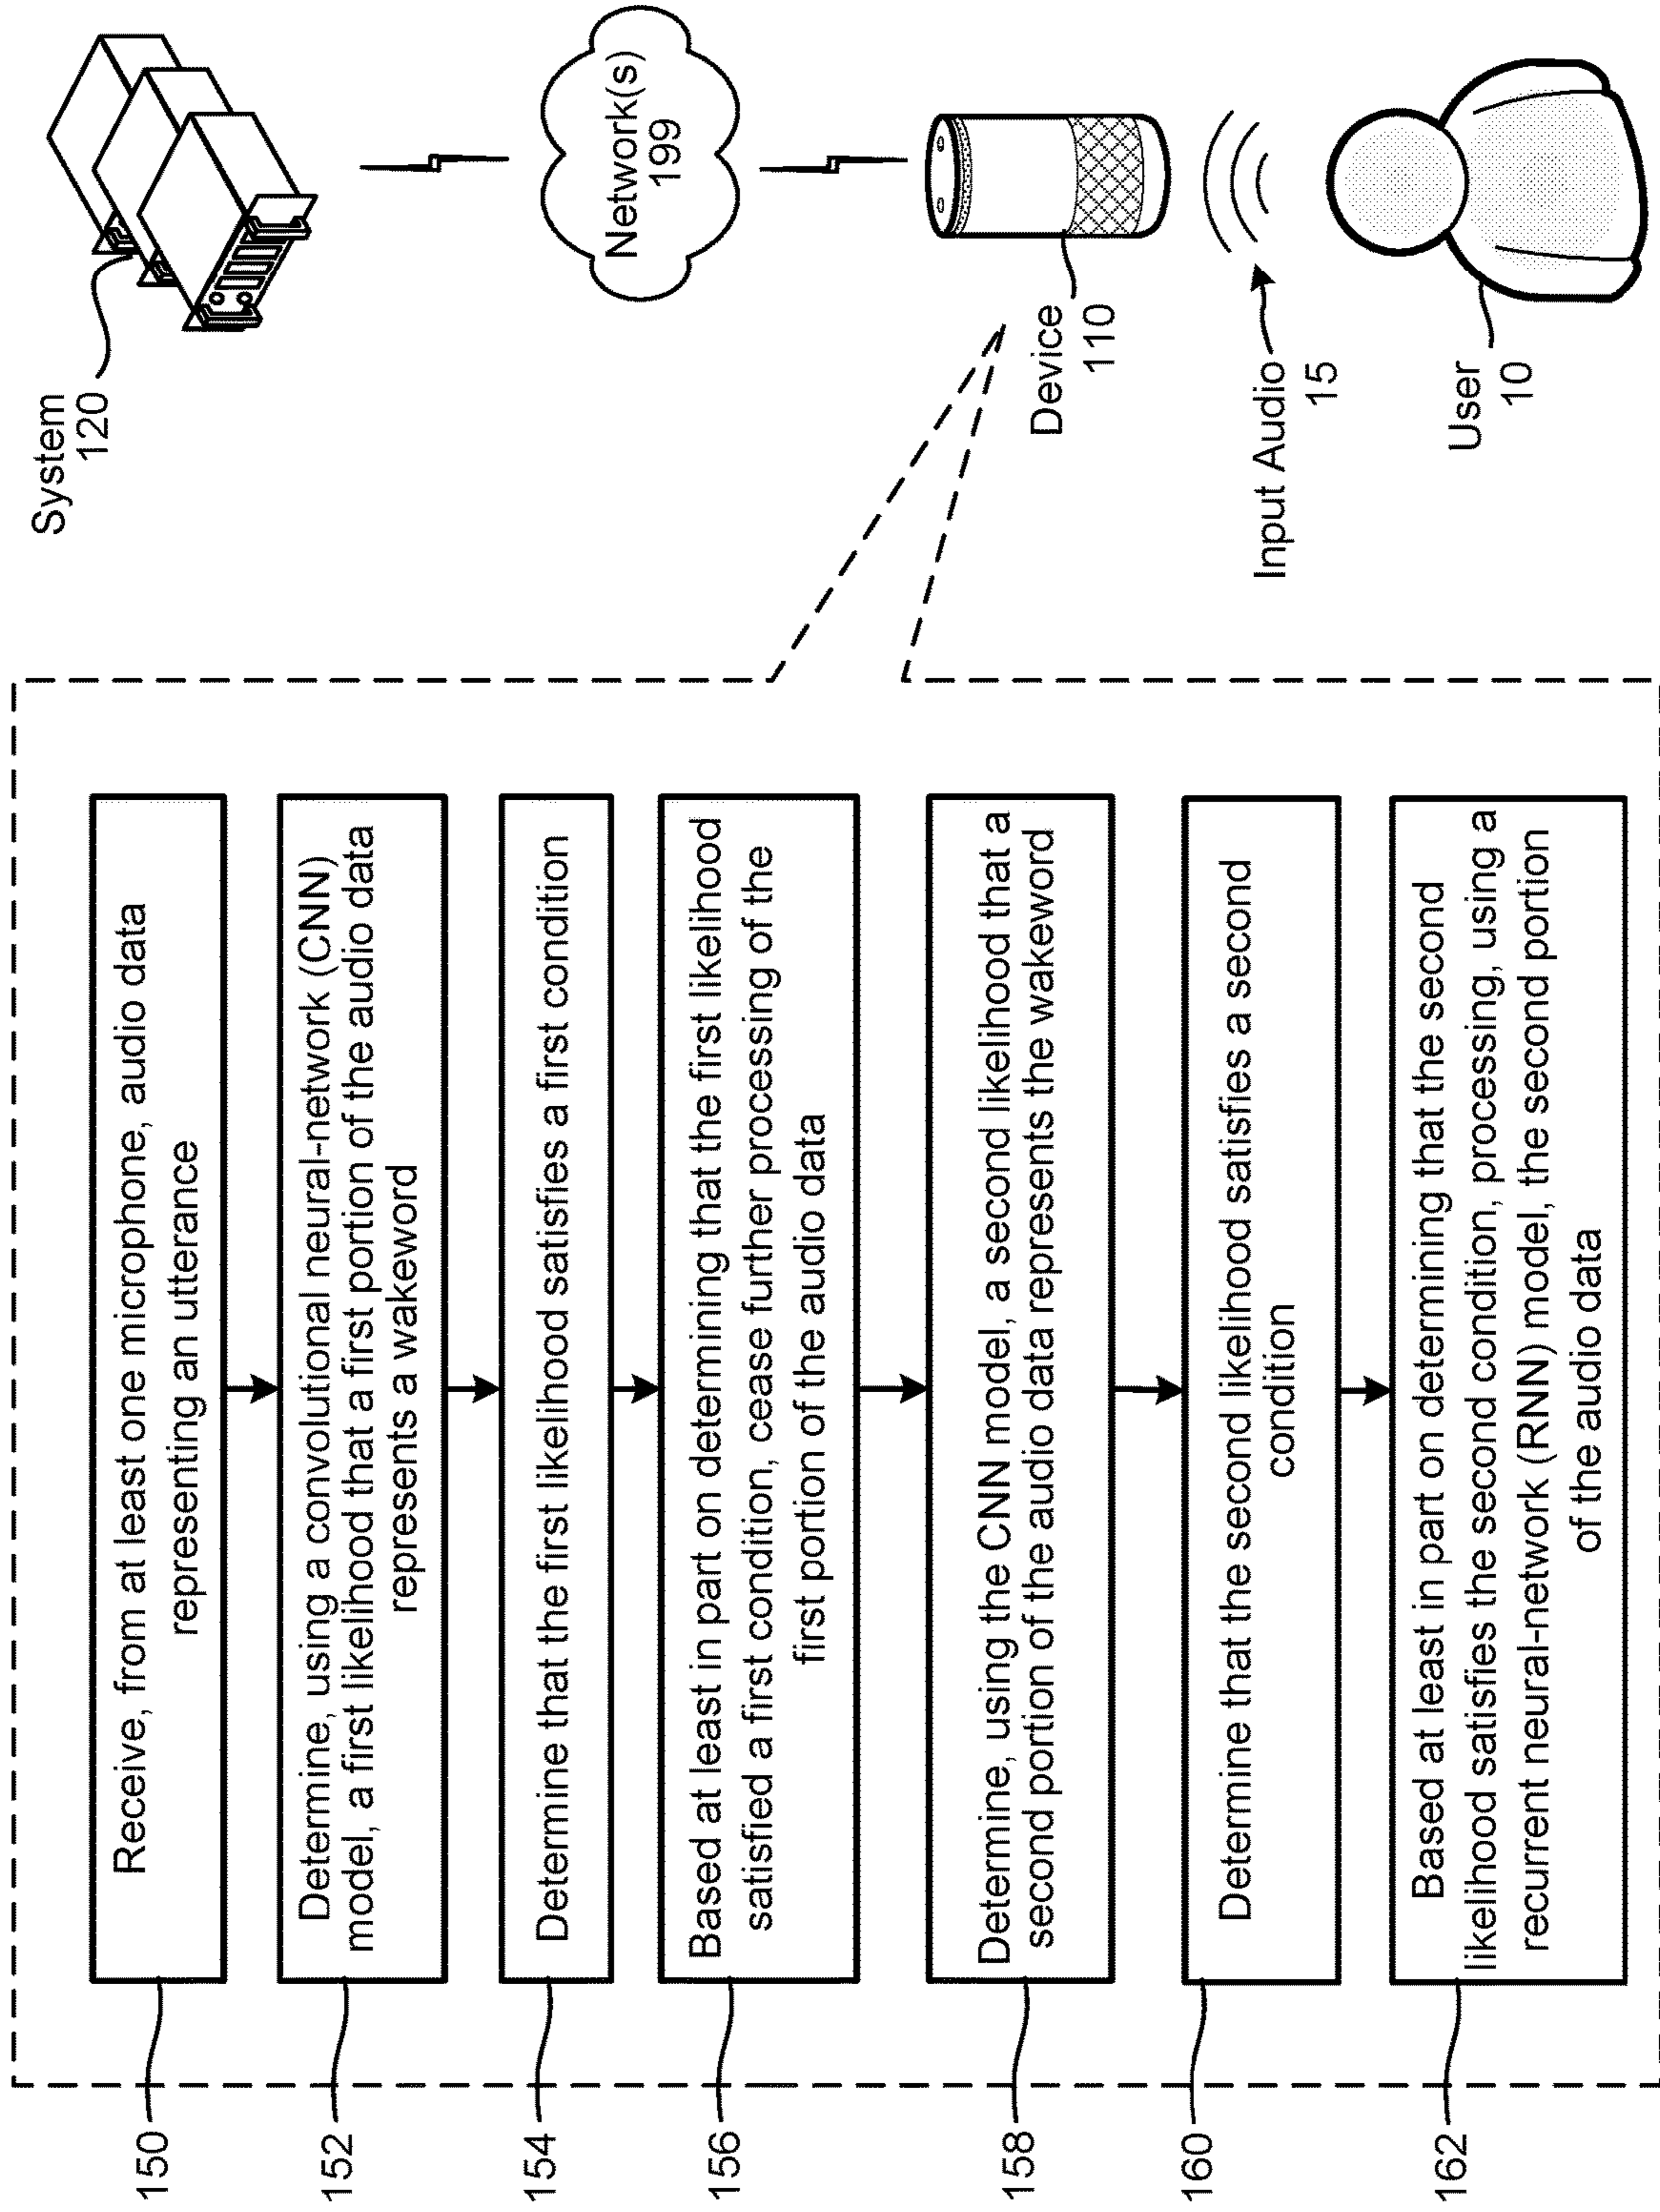 150
Receive, from at least one microphone, audio data
representing an utterance
152
Determine, using a convolutional neural-network (CNN)
model, a first likelihood that a first portion of the audio data
represents a wakeword
154
Determine that the first likelihood satisfies a first condition
156
Based at least in part on determining that the first likelihood
satisfied a first condition, cease further processing of the
first portion of the audio data
158
Determine, using the CNN model, a second likelihood that a
second portion of the audio data represents the wakeword
160
Determine that the second likelihood satisfies a second
condition
162
Based at least in part on determining that the second
likelihood satisfies the second condition, processing, using a
recurrent neural-network (RNN) model, the second portion
of the audio data
System
120
Network(s)
199
Device
110
Input Audio
15
User
10